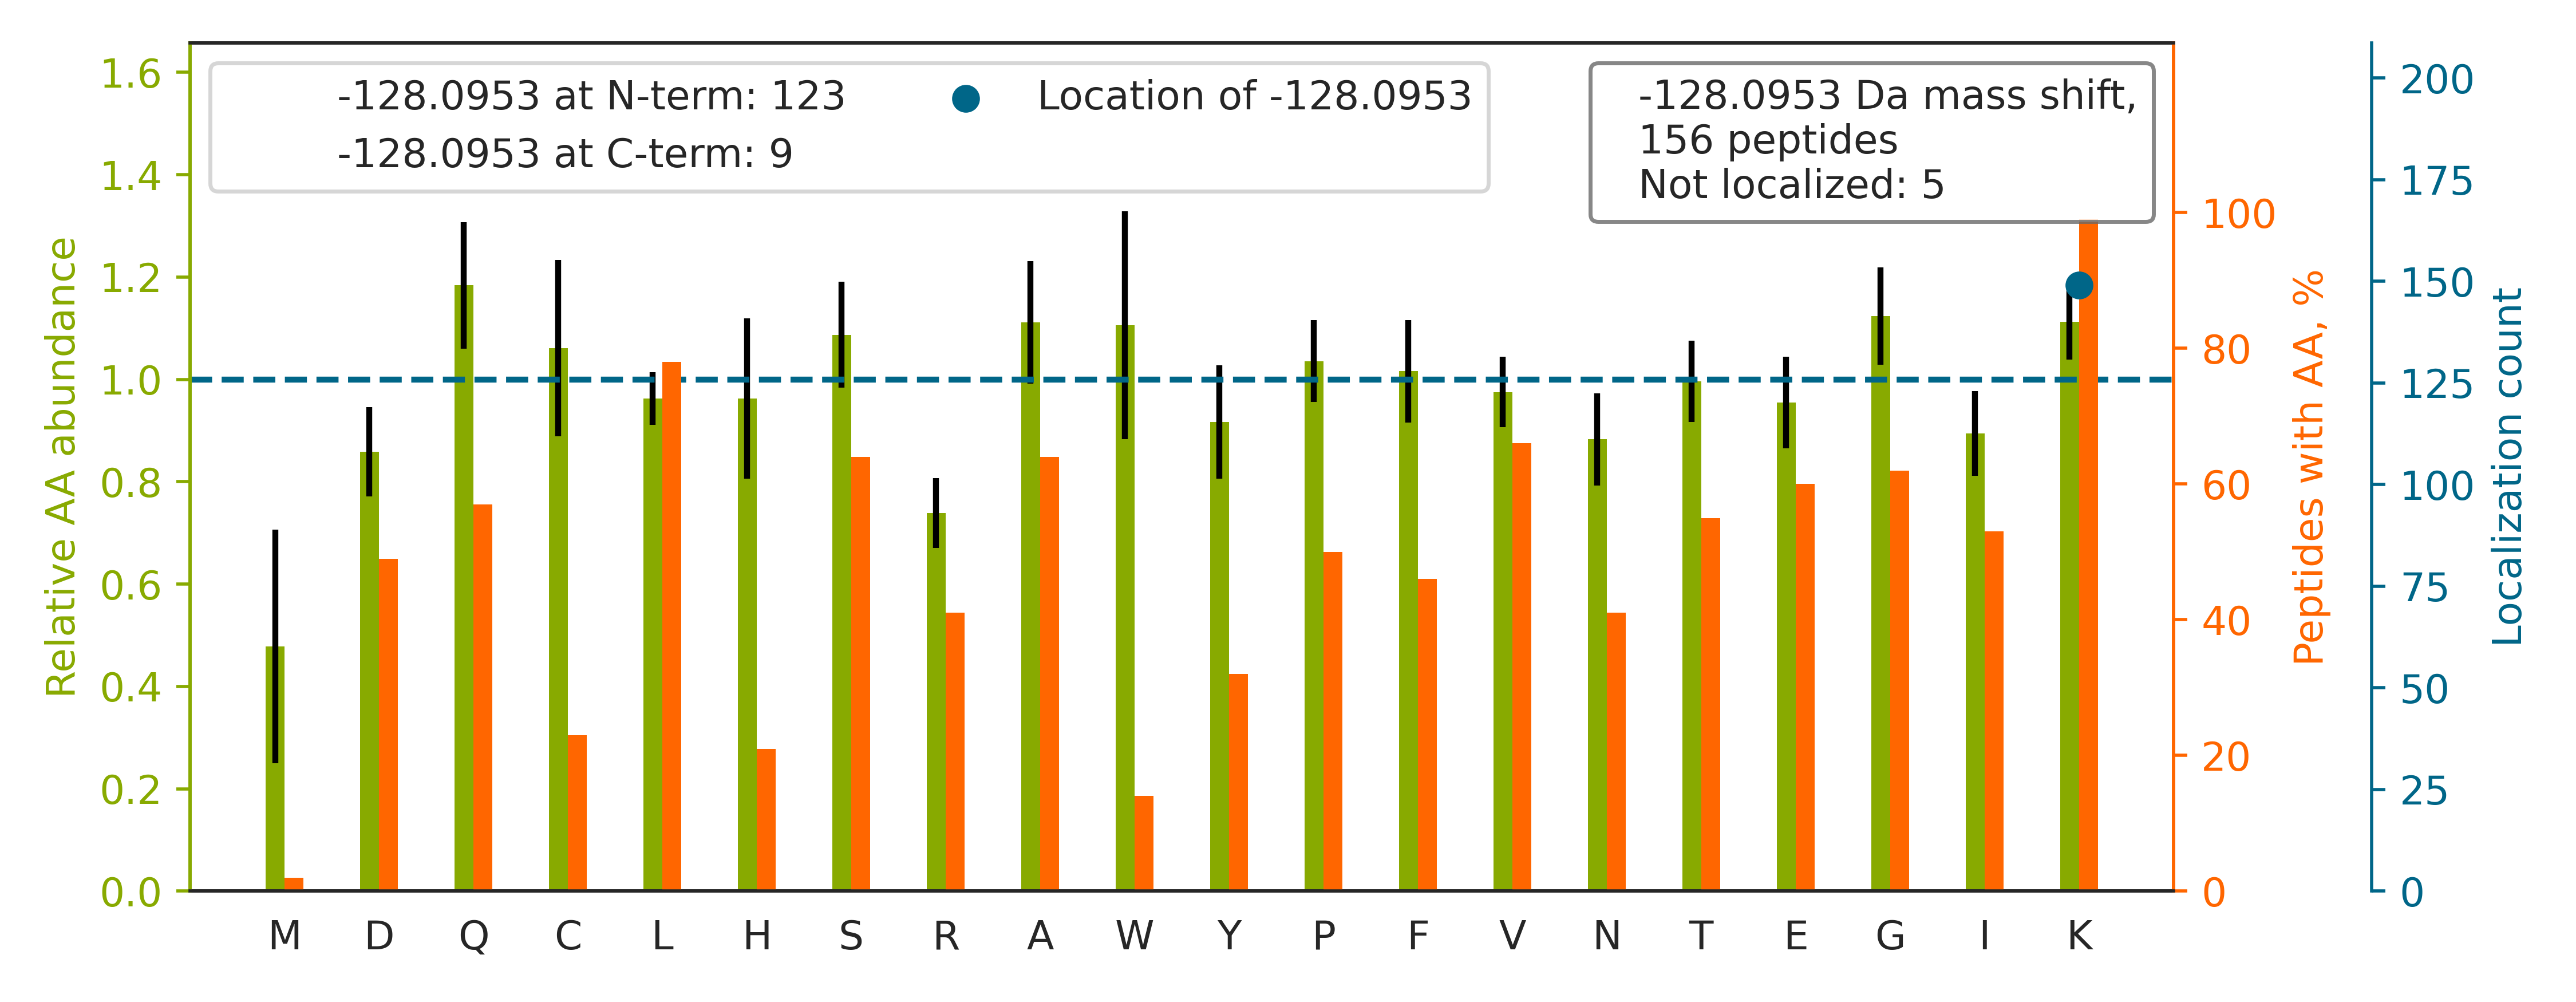 -128.0953 at N-term: 123
-128.0953 at C-term: 9
Location of -128.0953
-128.0953 Da mass shift,
156 peptides
Not localized: 5
Relative AA abundance
1.6
1.4
1.2
1.0
0.8
0.6
0.4
0.2
0.0
M D Q C L H S R A W Y P F V N T E G I K
100
80
60
40
20
0
Peptides with AA, %
200
175
150
125
100
75
50
25
0
Localization count